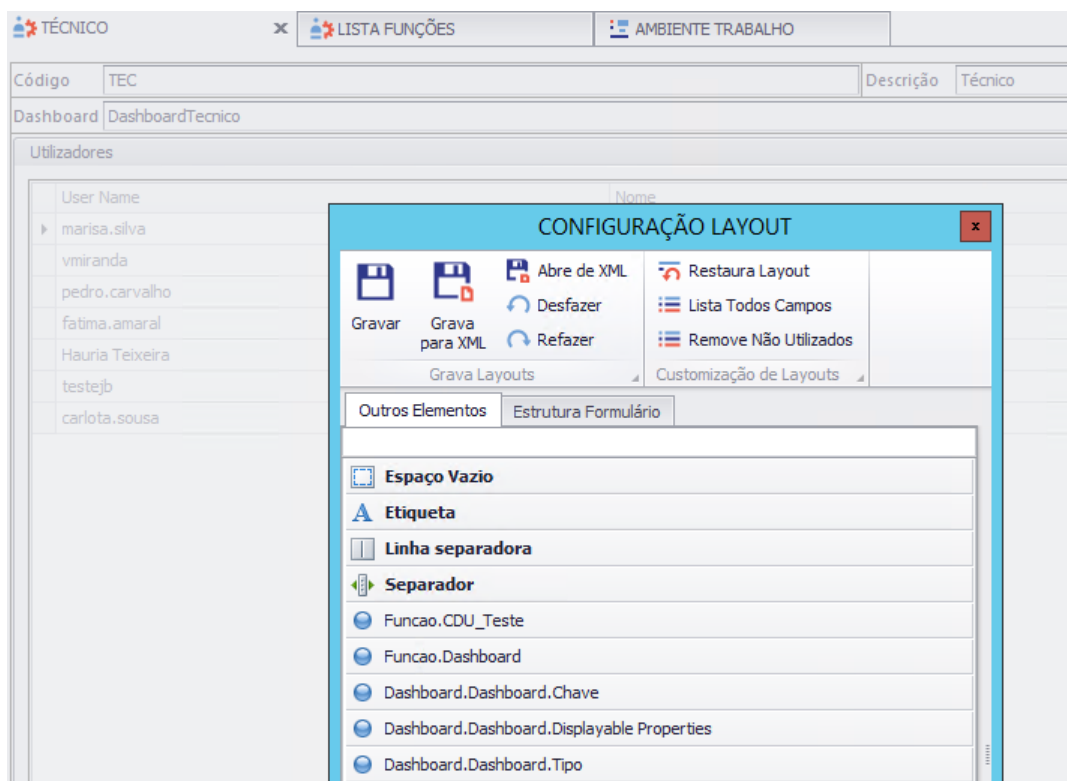 TÉCNICO
LISTA FUNÇÕES
AMBIENTE TRABALHO
Código TEC Descrição Técnico
Dashboard DashboardTecnico
Utilizadores
User Name Nome
marisa.silva
vmiranda
pedro.carvalho
fatima.amaral
Hauria Teixeira
testejb
carlota.sousa
CONFIGURAÇÃO LAYOUT
x
Gravar
Grava
para XML
Abre de XML
Desfazer
Refazer
Grava Layouts
Restaura Layout
Lista Todos Campos
Remove Não Utilizados
Customização de Layouts
Outros Elementos
Estrutura Formulário
Espaço Vazio
Etiqueta
Linha separadora
Separador
Funcao.CDU_Teste
Funcao.Dashboard
Dashboard.Dashboard.Chave
Dashboard.Dashboard.Displayable Properties
Dashboard.Dashboard.Tipo